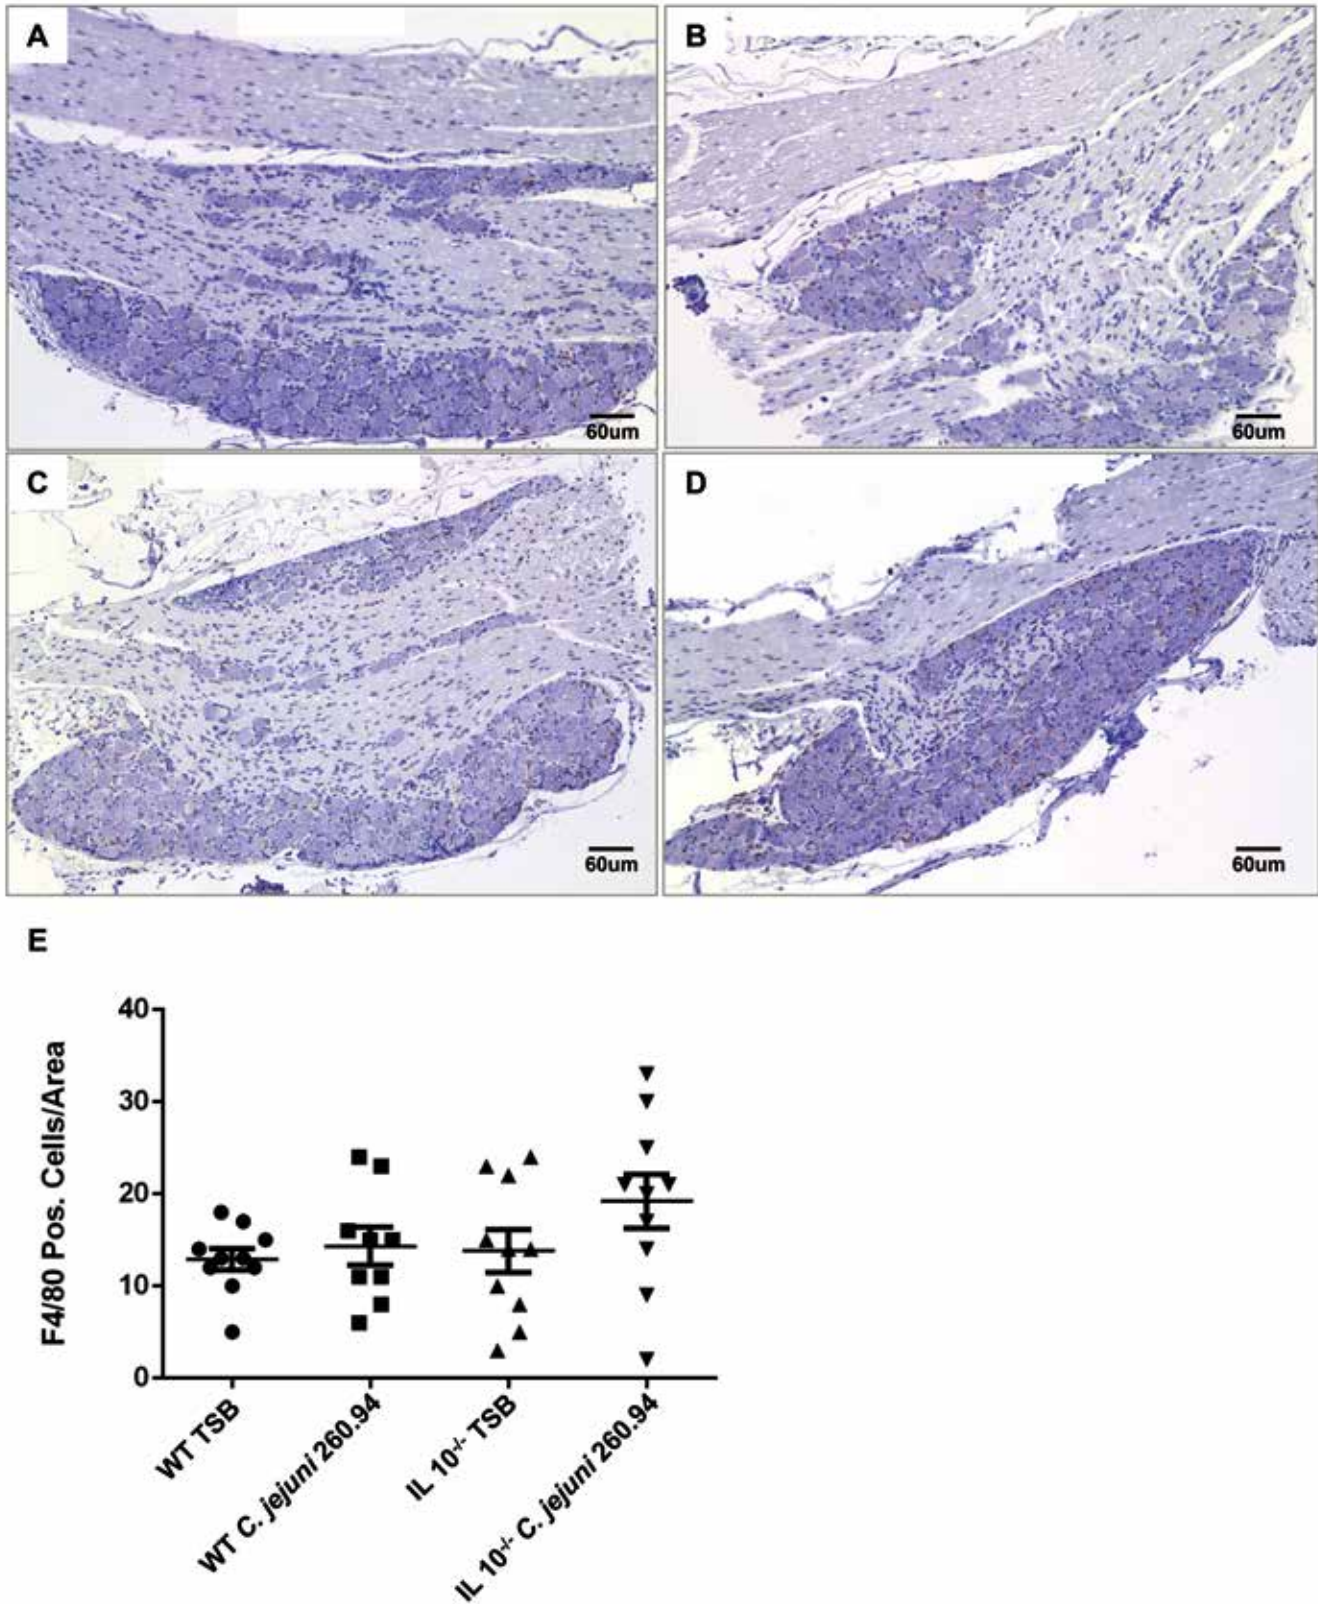 A
B
60um
60um
C
D
60um
60um
E
F4/80 Pos. Cells/Area
40
30
20
10
0
WT TSB
WT C. jejuni 260.94
IL 10-/- TSB
IL 10-/- C. jejuni 260.94